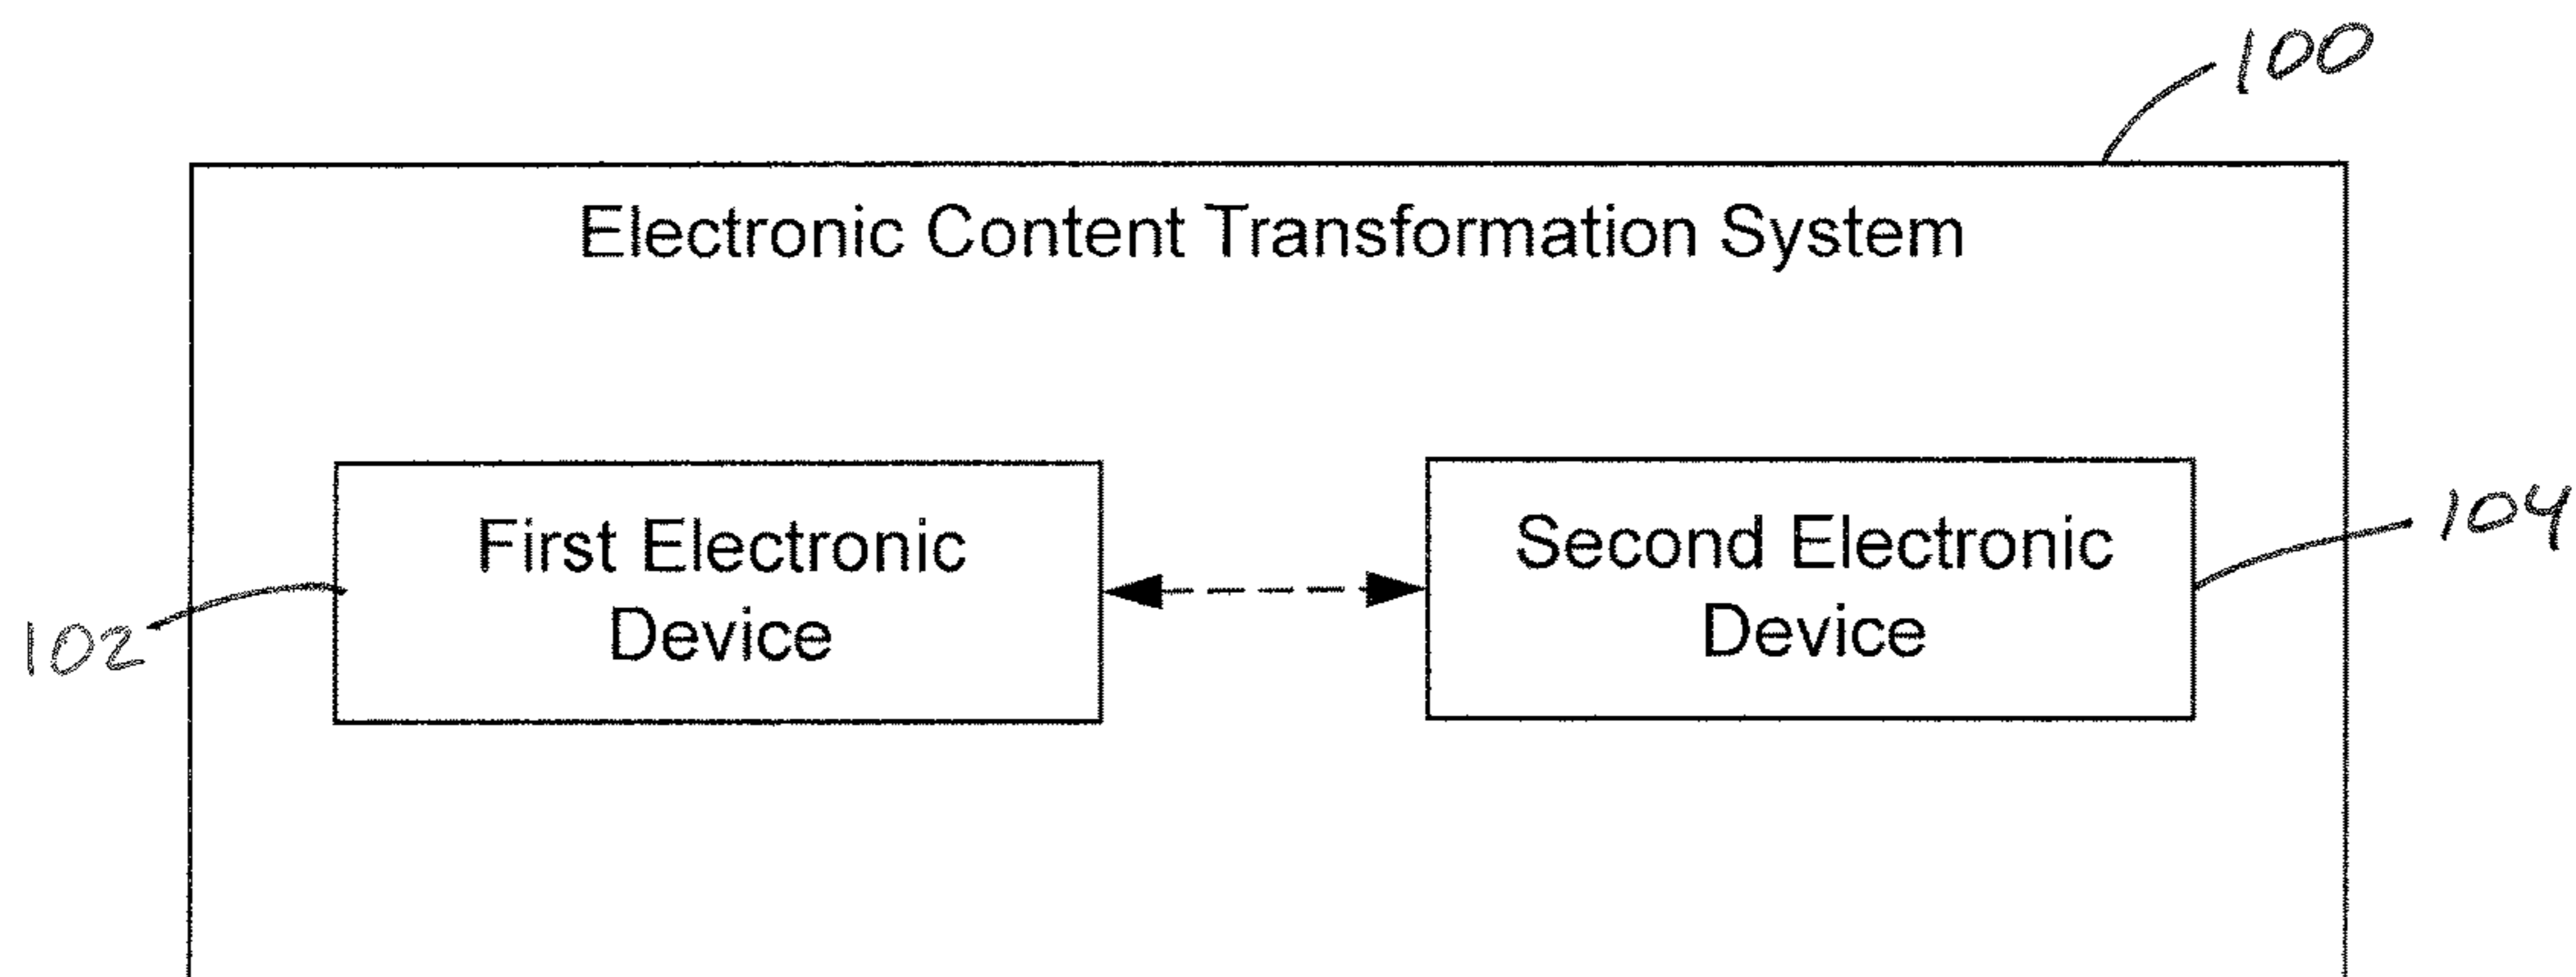 100
Electronic Content Transformation System
First Electronic
Device
Second Electronic
Device
102
104